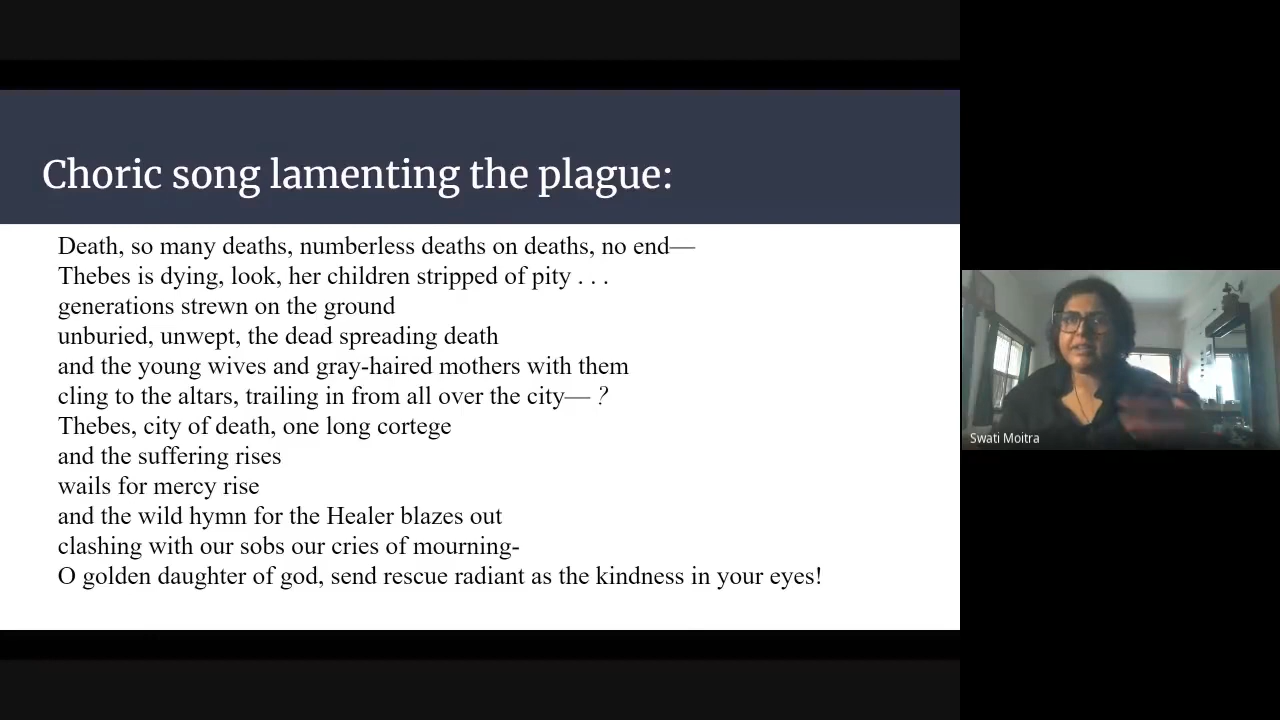 Choric song lamenting the plague:
Death, so many deaths, numberless deaths on deaths, no end—
Thebes is dying, look, her children stripped of pity . . .
generations strewn on the ground
unburied, unwept, the dead spreading death
and the young wives and gray-haired mothers with them
cling to the altars, trailing in from all over the city— ?
Thebes, city of death, one long cortege
and the suffering rises
wails for mercy rise
and the wild hymn for the Healer blazes out
clashing with our sobs our cries of mourning-
O golden daughter of god, send rescue radiant as the kindness in your eyes!
Swati Moitra